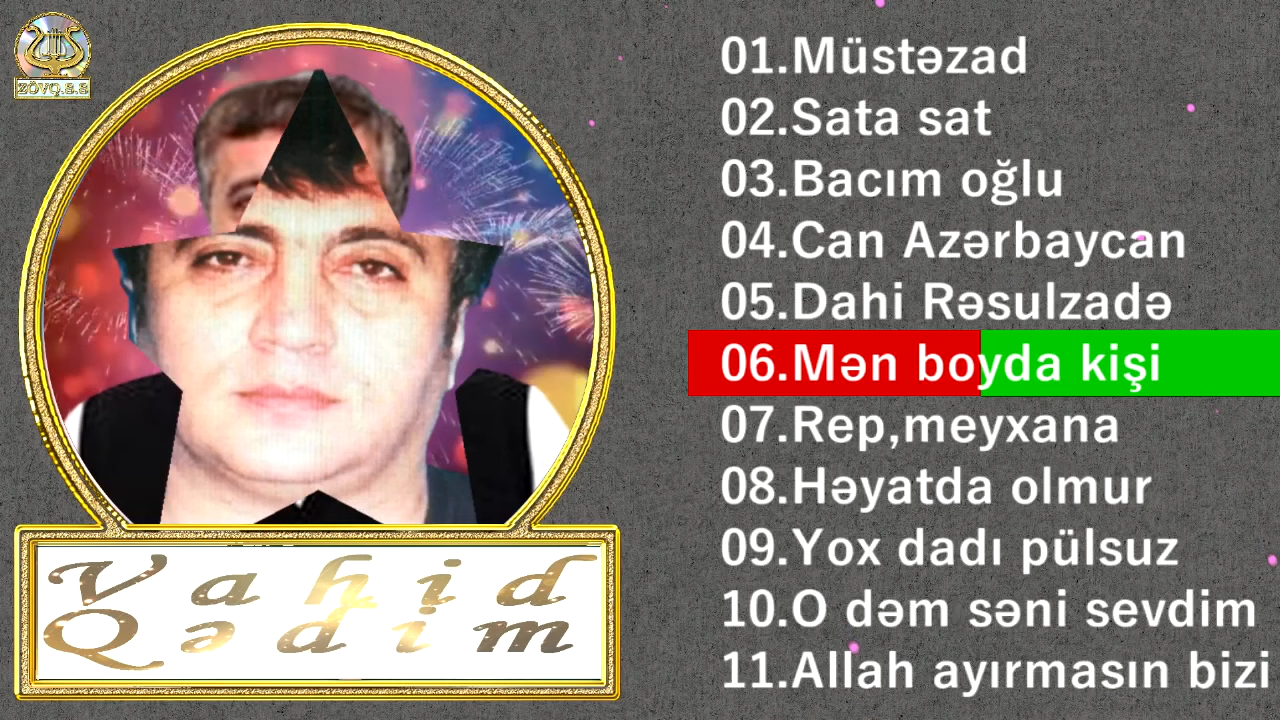 ZÖVQ.S.S
Vahid
Qədim
01.Müstəzad
02.Sata sat
03.Bacım oğlu
04.Can Azərbaycan
05.Dahi Rəsulzadə
06.Mən boyda kişi
07.Rep,meyxana
08.Həyatda olmur
09.Yox dadı pülsuz
10.O dəm səni sevdim
11.Allah ayırmasın bizi